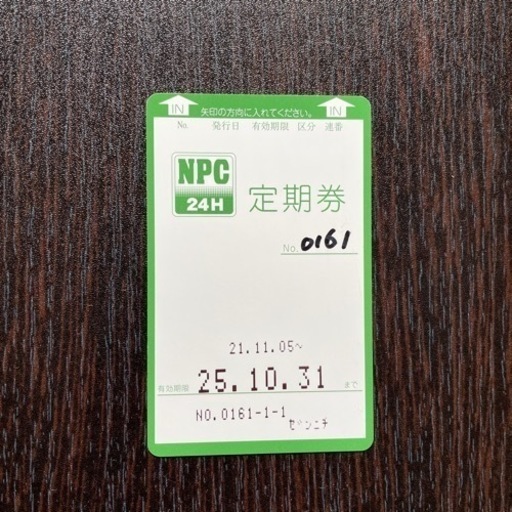 IN 矢印の方向に入れてください。 IN
No. 発行日 有効期限 区分 連番
NPC
24H
定期券
No. 0161
21.11.05~
有効期限 25.10.31 まで
NO.0161-1-1 ゼンニチ